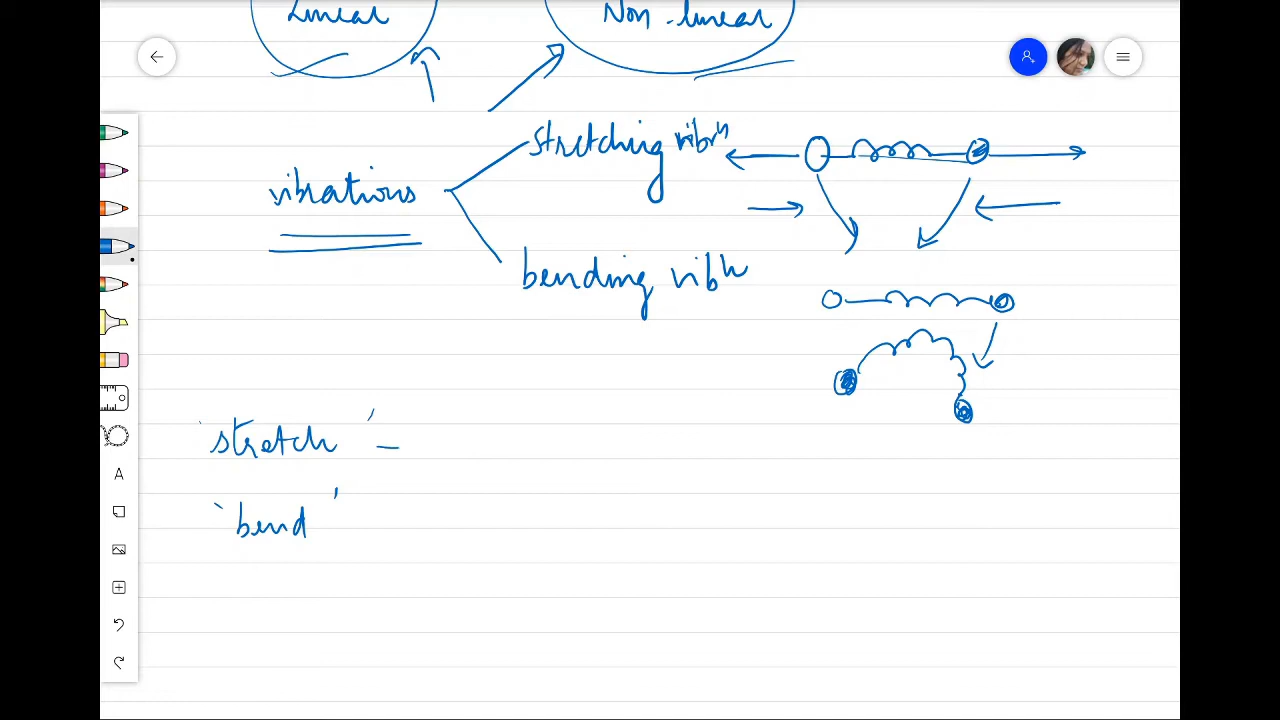 Linear
Non-linear
stretching vibⁿ
vibrations
bending vibⁿ
'stretch' -
'bend'
A